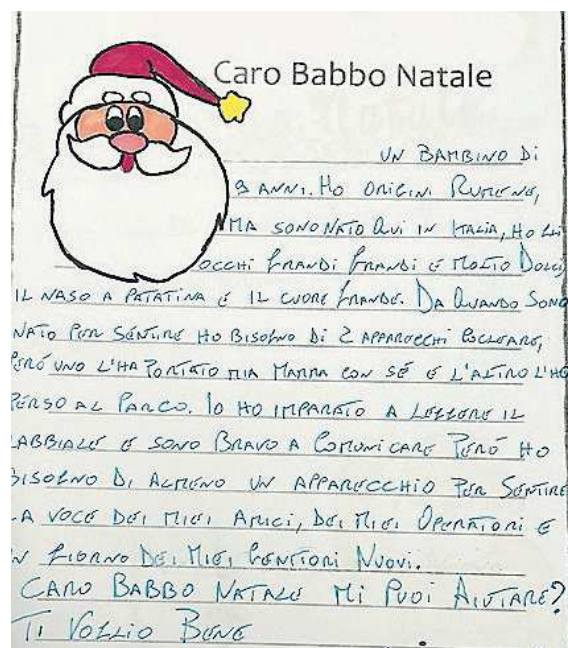 Caro Babbo Natale
UN BAMBINO DI
9 ANNI. HO ORIGINI RUMENE,
MA SONO NATO QUI IN ITALIA, HO GLI
OCCHI GRANDI GRANDI E MOLTO DOLCI,
IL NASO A PATATINA E IL CUORE GRANDE. DA QUANDO SONO
NATO PER SENTIRE HO BISOGNO DI 2 APPARECCHI COCLEARE,
PERÓ UNO L'HA PORTATO MIA MAMMA CON SÉ E L'ALTRO L'HO
PERSO AL PARCO. IO HO IMPARATO A LEGGERE IL
LABBIALE E SONO BRAVO A COMUNICARE PERÓ HO
BISOGNO DI ALMENO UN APPARECCHIO PER SENTIRE
LA VOCE DEI MIEI AMICI, DEI MIEI OPERATORI E
UN GIORNO DEI MIEI GENITORI NUOVI.
CARO BABBO NATALE MI PUOI AIUTARE?
TI VOGLIO BENE